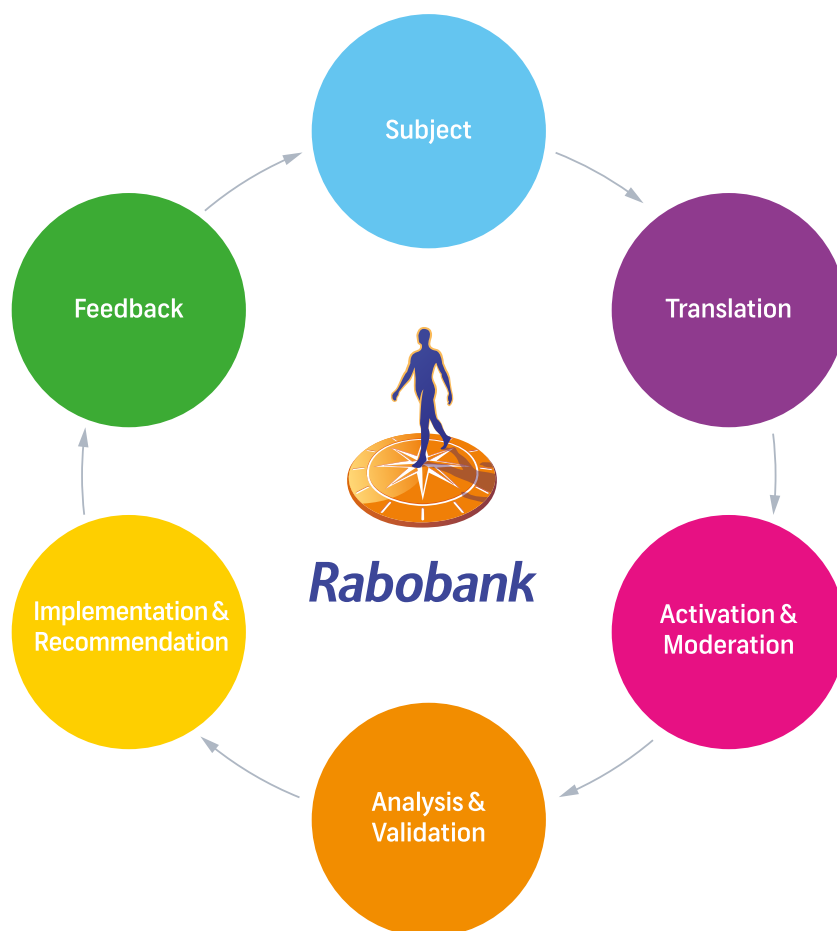 Subject
Translation
Activation &
Moderation
Analysis &
Validation
Implementation &
Recommendation
Feedback
Rabobank